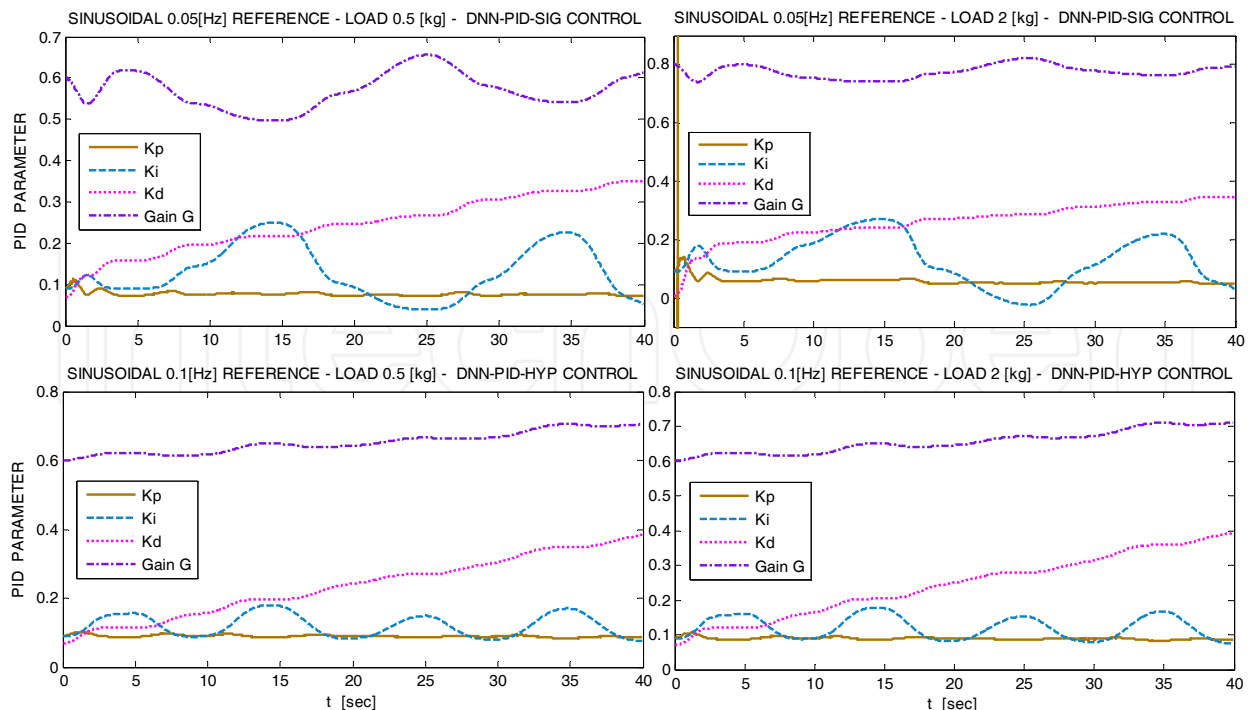 SINUSOIDAL 0.05[Hz] REFERENCE - LOAD 0.5 [kg] - DNN-PID-SIG CONTROL
PID PARAMETER
0.7
0.6
0.5
0.4
0.3
0.2
0.1
0
Kp
Ki
Kd
Gain G
0 5 10 15 20 25 30 35 40
SINUSOIDAL 0.05[Hz] REFERENCE - LOAD 2 [kg] - DNN-PID-SIG CONTROL
0.8
0.6
0.4
0.2
0
Kp
Ki
Kd
Gain G
0 5 10 15 20 25 30 35 40
SINUSOIDAL 0.1[Hz] REFERENCE - LOAD 0.5 [kg] - DNN-PID-HYP CONTROL
PID PARAMETER
0.8
0.6
0.4
0.2
0
Kp
Ki
Kd
Gain G
0 5 10 15 20 25 30 35 40
t [sec]
SINUSOIDAL 0.1[Hz] REFERENCE - LOAD 2 [kg] - DNN-PID-HYP CONTROL
0.8
0.7
0.6
0.5
0.4
0.3
0.2
0.1
0
Kp
Ki
Kd
Gain G
0 5 10 15 20 25 30 35 40
t [sec]
intechopen